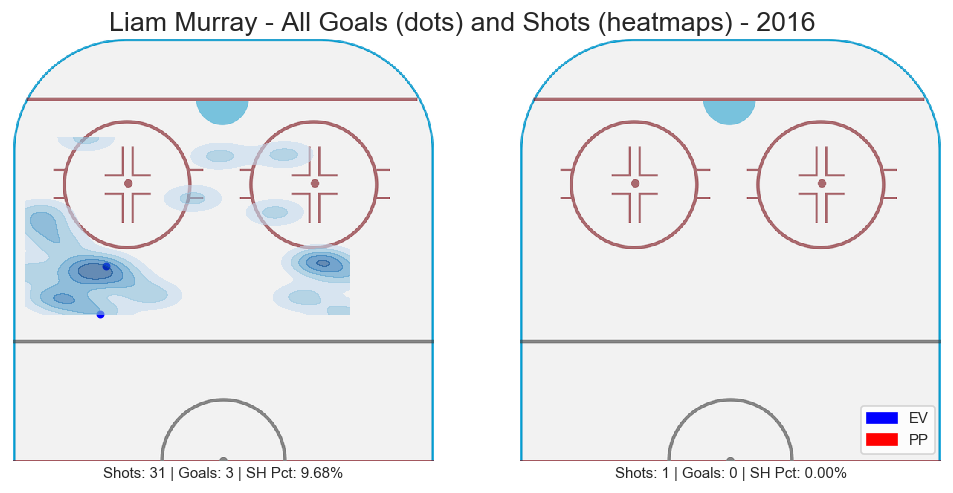 Liam Murray - All Goals (dots) and Shots (heatmaps) - 2016
EV
PP
Shots: 31 | Goals: 3 | SH Pct: 9.68%
Shots: 1 | Goals: 0 | SH Pct: 0.00%